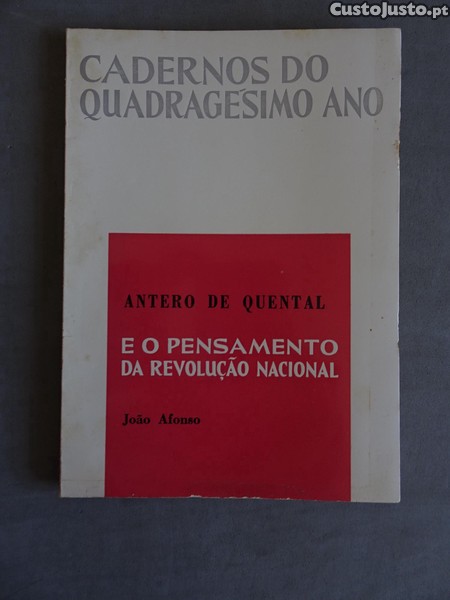 CustoJusto.pt
CADERNOS DO
QUADRAGÉSIMO ANO
ANTERO DE QUENTAL
E O PENSAMENTO
DA REVOLUÇÃO NACIONAL
João Afonso